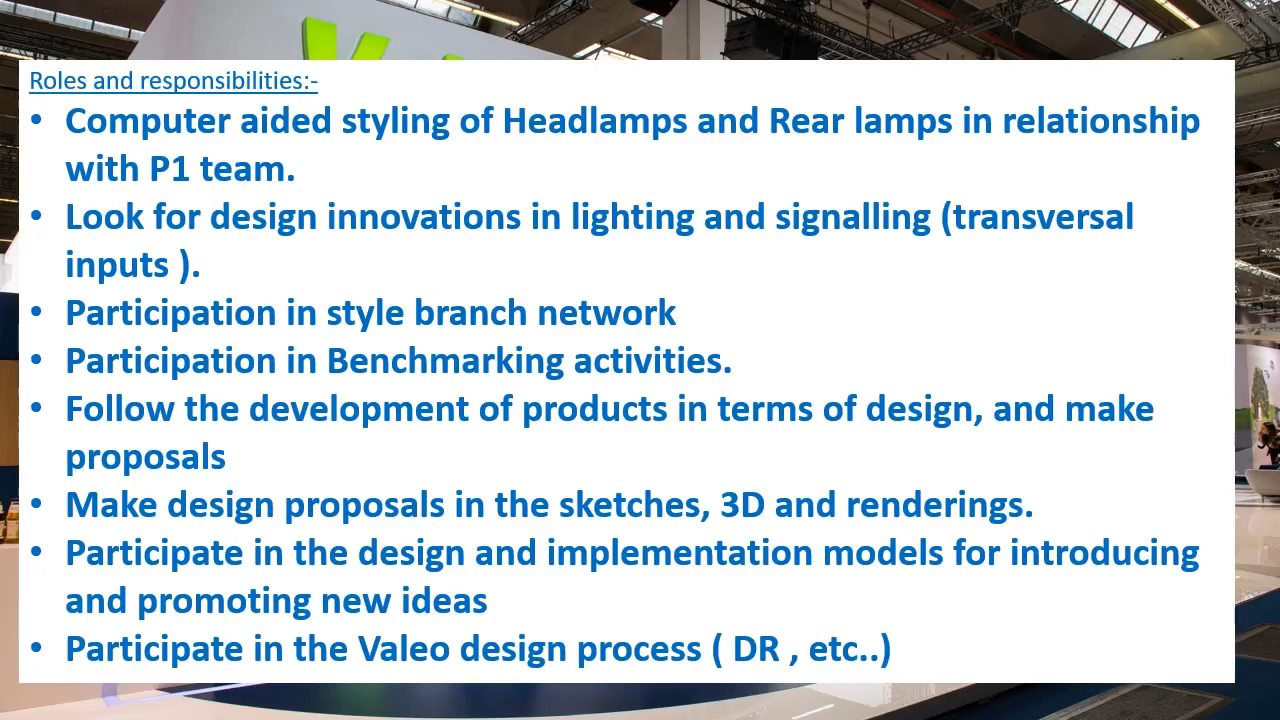 Roles and responsibilities:-
• Computer aided styling of Headlamps and Rear lamps in relationship
with P1 team.
• Look for design innovations in lighting and signalling (transversal
inputs ).
• Participation in style branch network
• Participation in Benchmarking activities.
• Follow the development of products in terms of design, and make
proposals
• Make design proposals in the sketches, 3D and renderings.
• Participate in the design and implementation models for introducing
and promoting new ideas
• Participate in the Valeo design process ( DR , etc..)